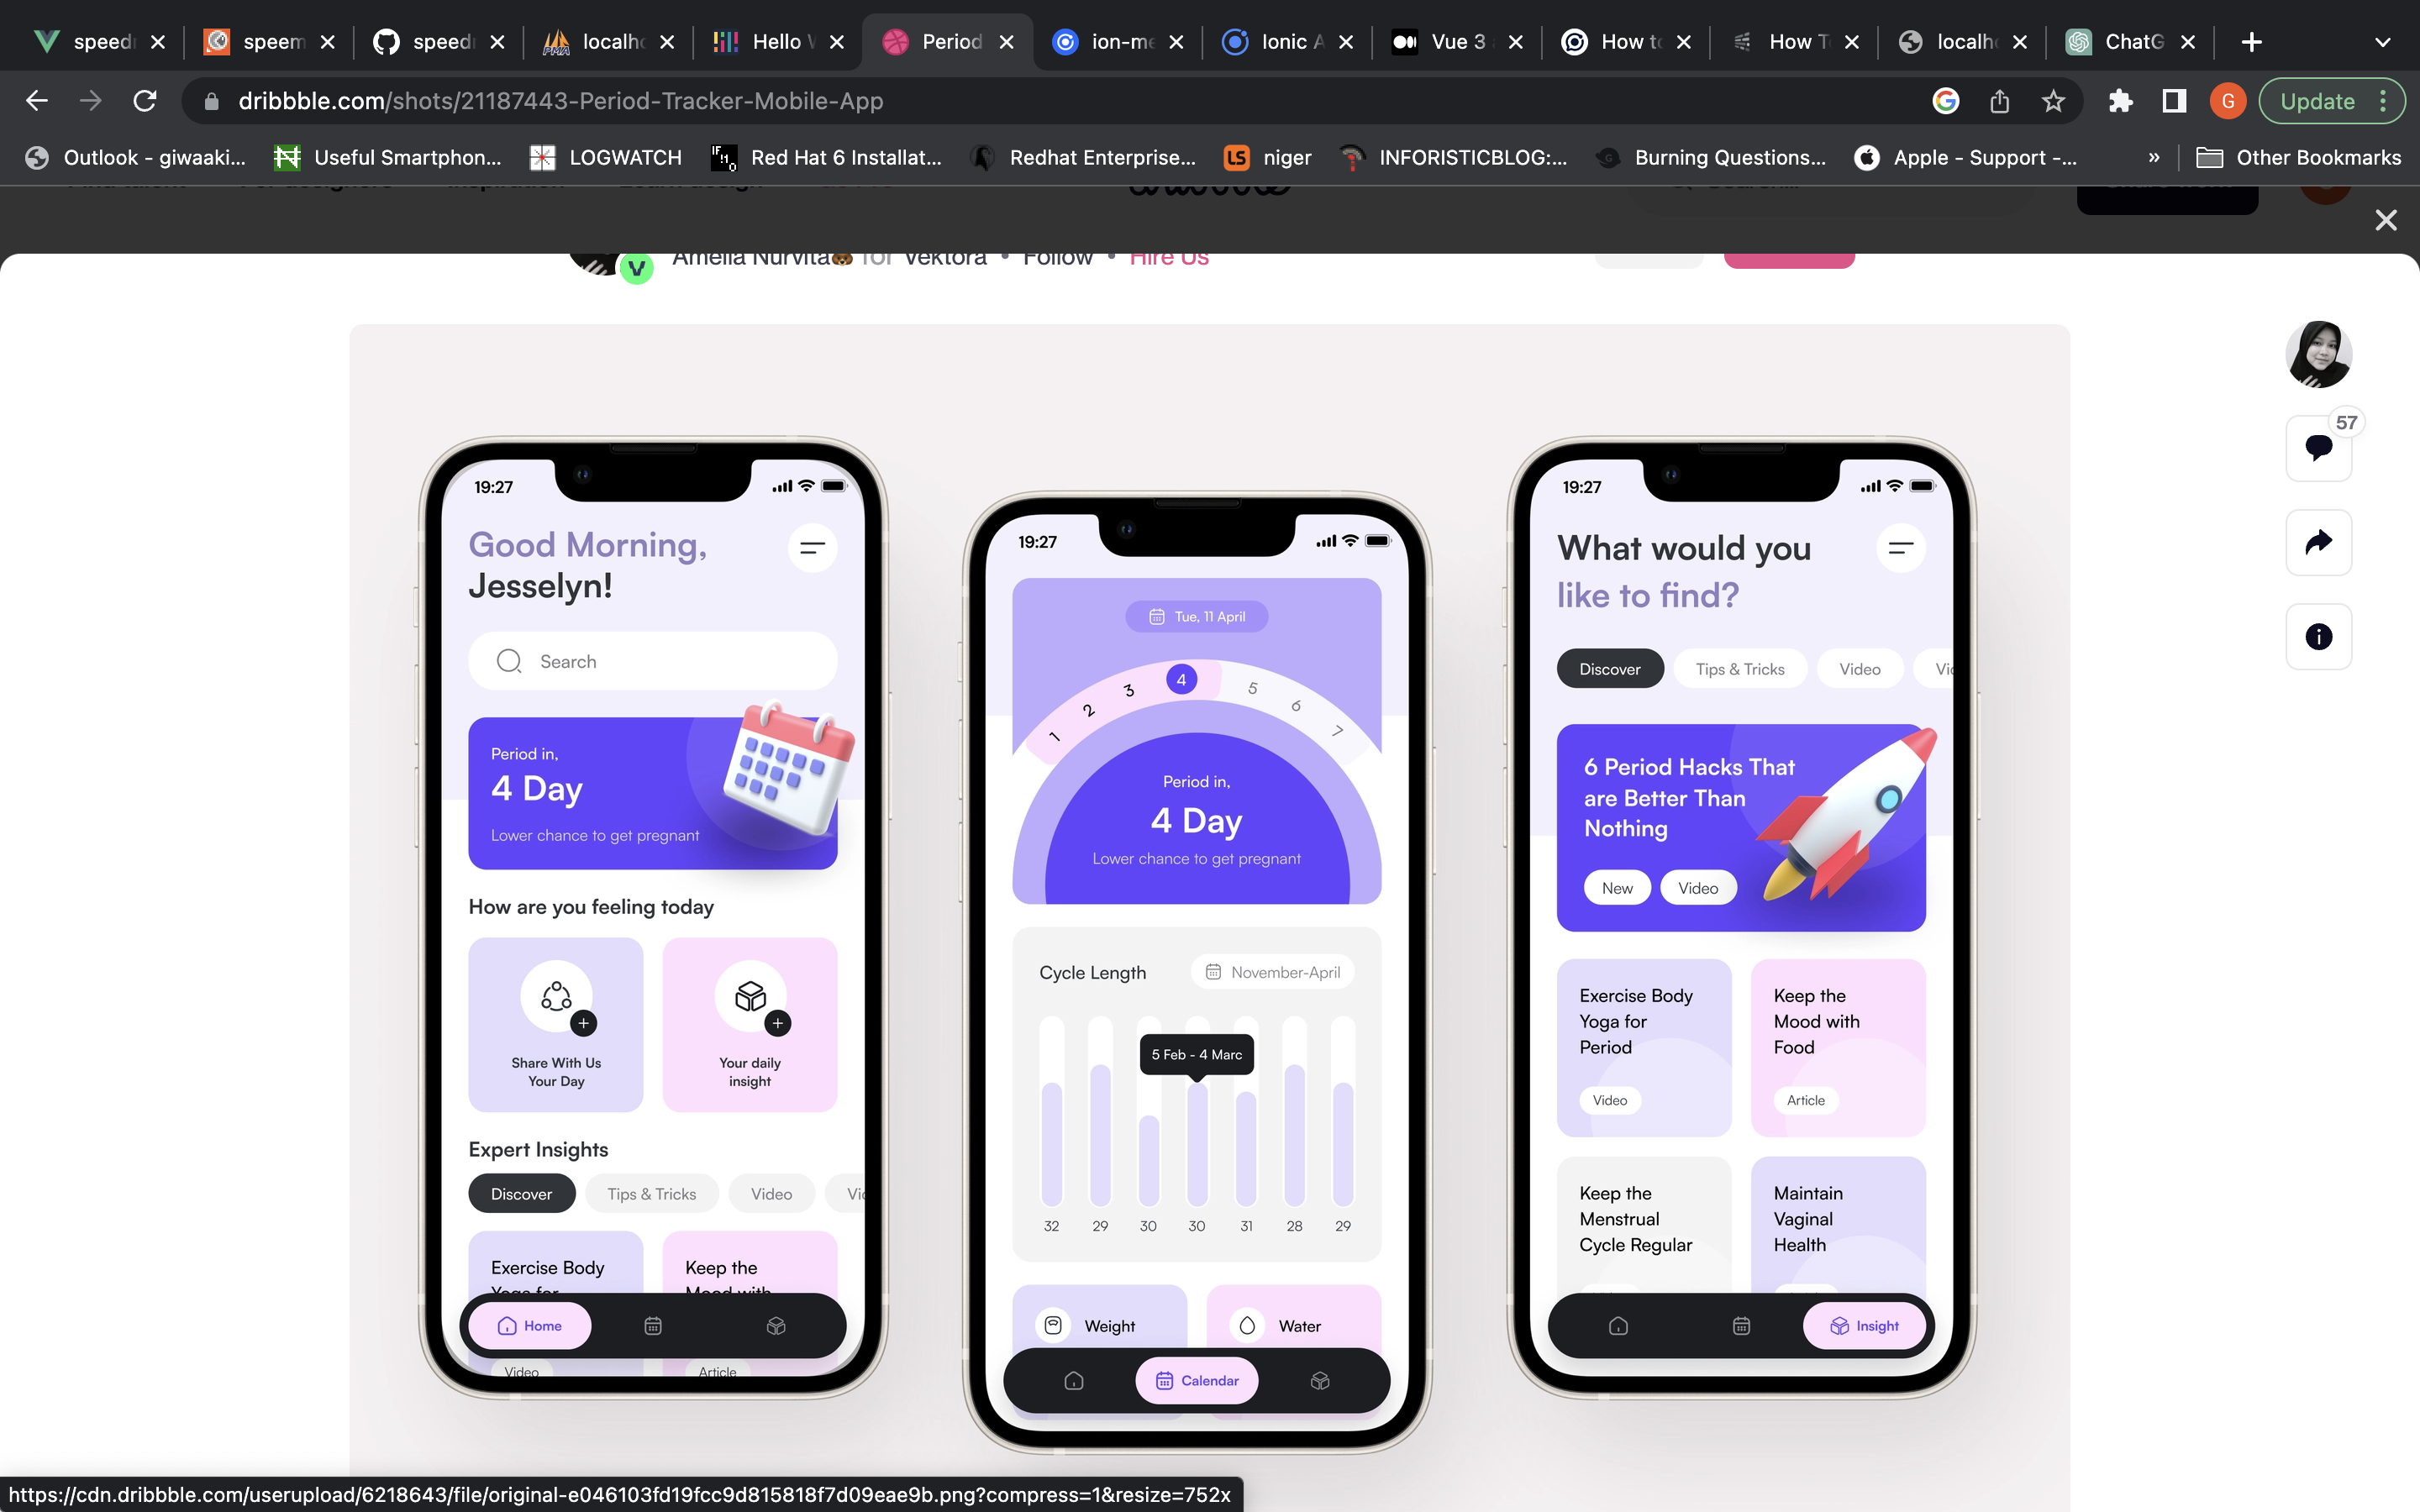 speed
speem
speed
localho
Hello
Period
ion-me
Ionic A
Vue 3
How to
How T
localh
ChatG
dribbble.com/shots/21187443-Period-Tracker-Mobile-App
G
Update
Outlook - giwaaki...
Useful Smartphon...
LOGWATCH
Red Hat 6 Installat...
Redhat Enterprise...
niger
INFORISTICBLOG:...
Burning Questions...
Apple - Support -...
»
Other Bookmarks
Amelia Nurvita for Vektora • Follow • Hire Us
57
19:27
Good Morning,
Jesselyn!
Search
Period in,
4 Day
Lower chance to get pregnant
How are you feeling today
Share With Us
Your Day
Your daily
insight
Expert Insights
Discover
Tips & Tricks
Video
Vic
Exercise Body
Yoga for
Keep the
Mood with
Home
Video
Article
19:27
Tue, 11 April
1 2 3 4 5 6 7
Period in,
4 Day
Lower chance to get pregnant
Cycle Length
November-April
5 Feb - 4 Marc
32 29 30 30 31 28 29
Weight
Water
Calendar
19:27
What would you
like to find?
Discover
Tips & Tricks
Video
Vic
6 Period Hacks That
are Better Than
Nothing
New
Video
Exercise Body
Yoga for
Period
Video
Keep the
Mood with
Food
Article
Keep the
Menstrual
Cycle Regular
Maintain
Vaginal
Health
Insight
https://cdn.dribbble.com/userupload/6218643/file/original-e046103fd19fcc9d815818f7d09eae9b.png?compress=1&resize=752x